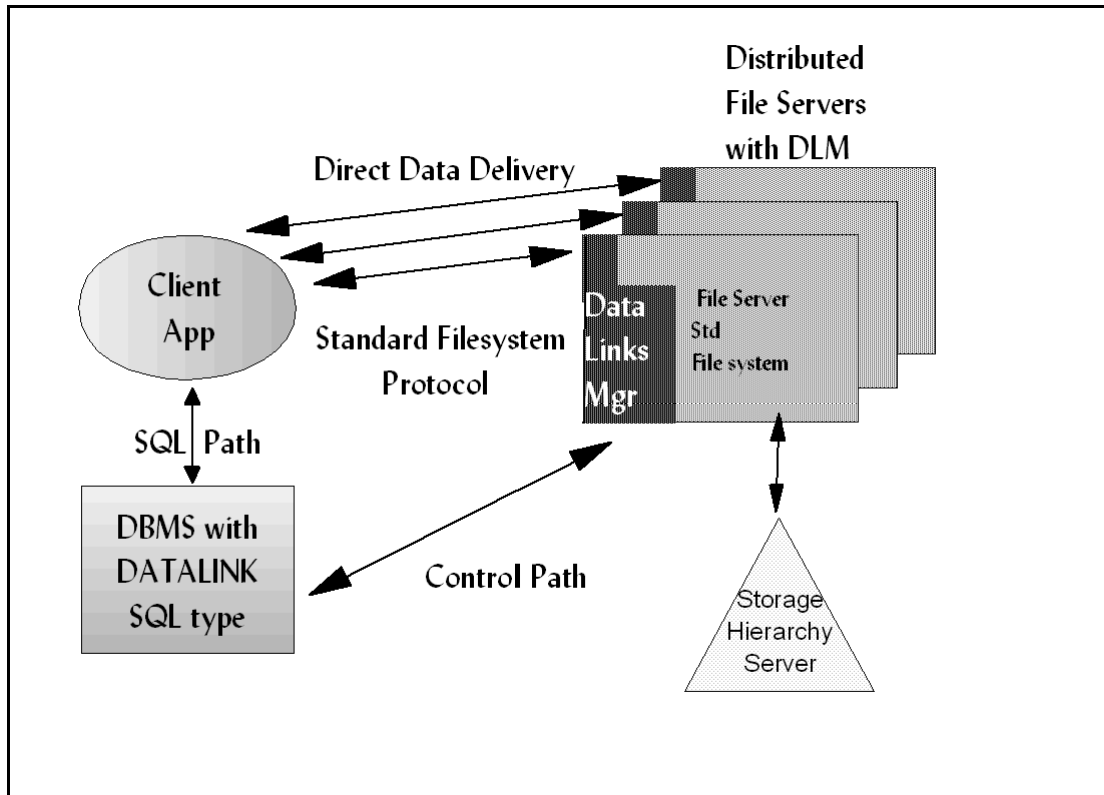 Distributed
File Servers
with DLM
Direct Data Delivery
Client
App
Standard Filesystem
Protocol
Data
Links
Mgr
File Server
Std
File system
SQL Path
DBMS with
DATALINK
SQL type
Control Path
Storage
Hierarchy
Server